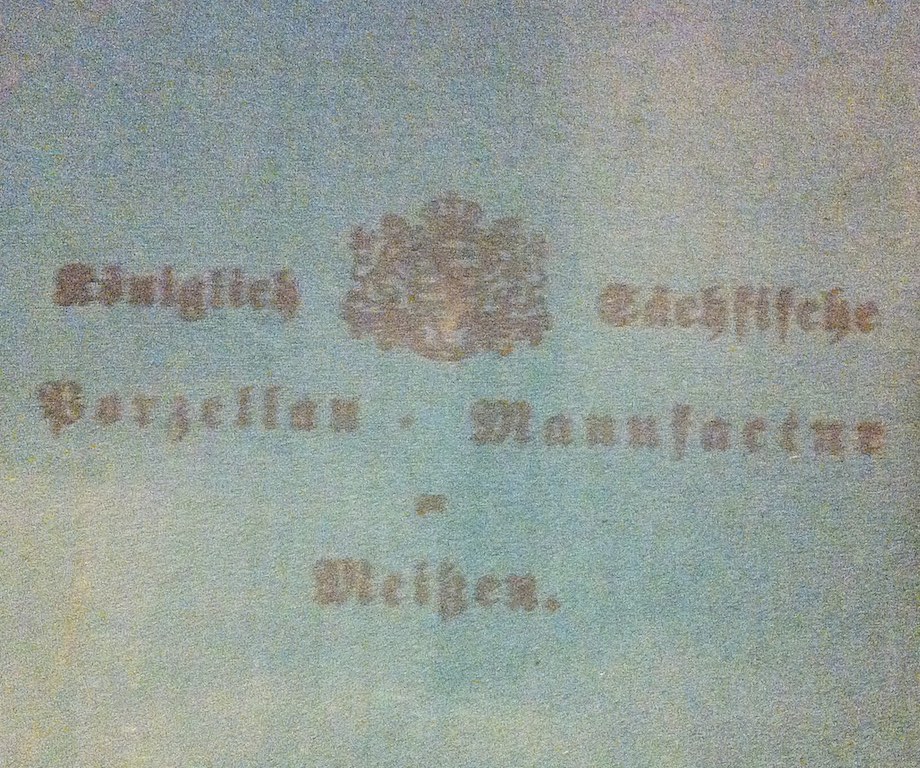 Königlich Sächsische
Porzellan - Manufactur
Meißen.